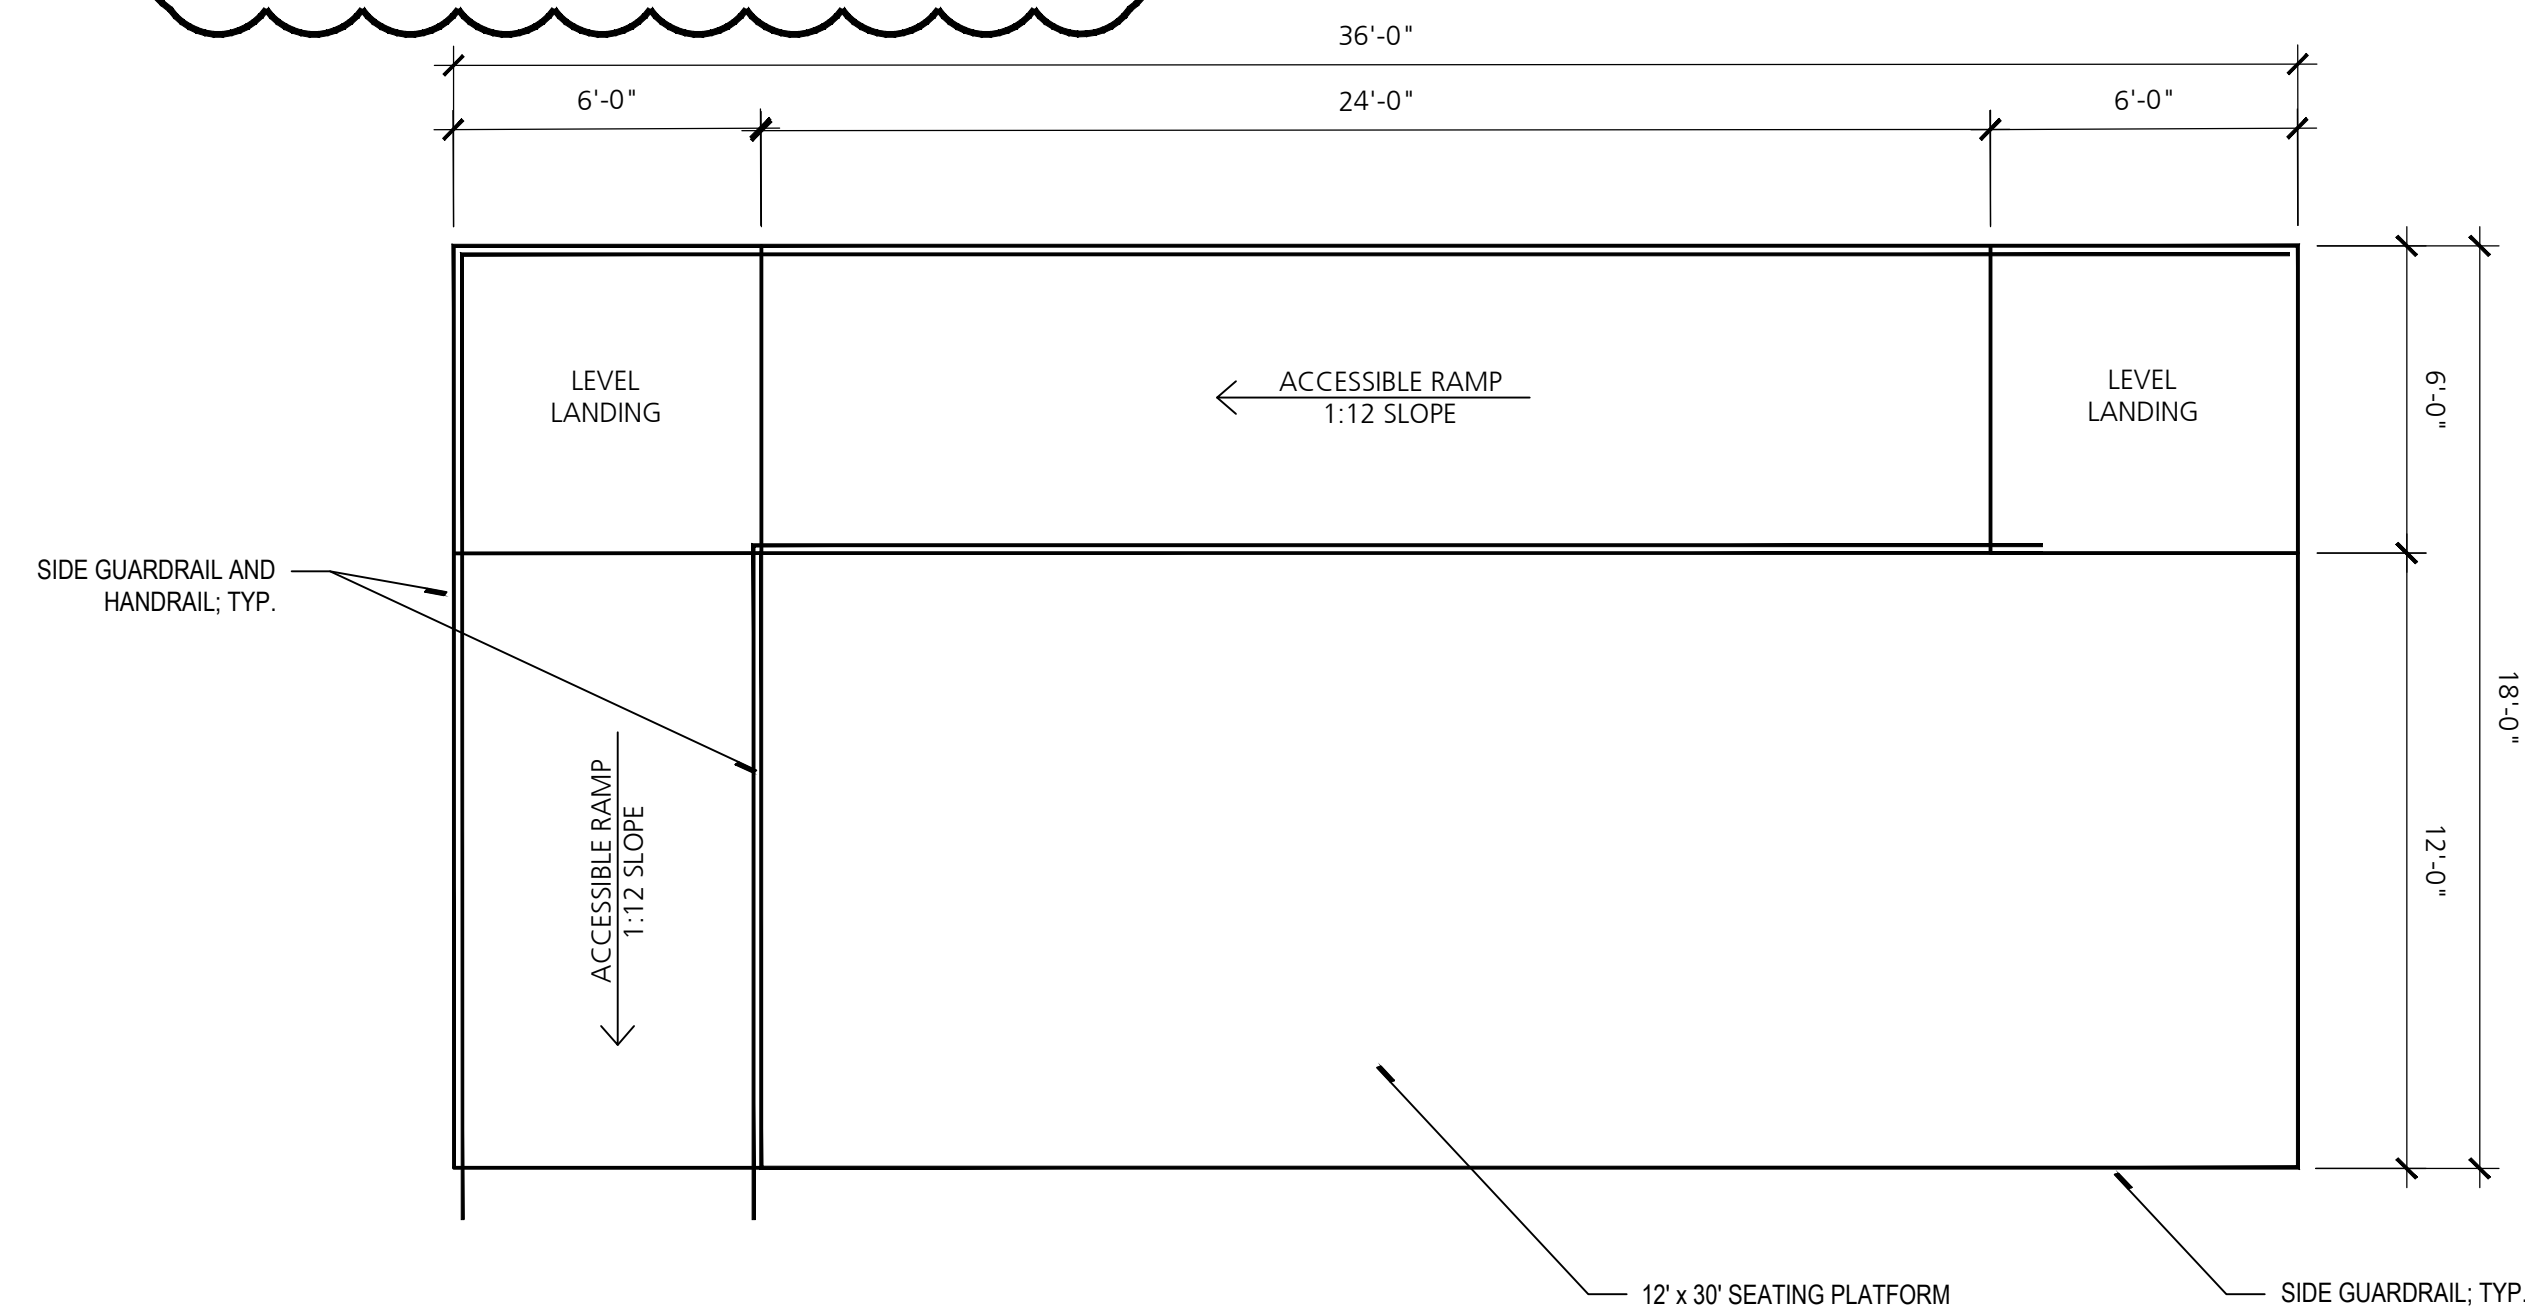 36'-0"
6'-0"
24'-0"
6'-0"
LEVEL
LANDING
ACCESSIBLE RAMP
1:12 SLOPE
LEVEL
LANDING
6'-0"
SIDE GUARDRAIL AND
HANDRAIL; TYP.
18'-0"
ACCESSIBLE RAMP
1:12 SLOPE
12'-0"
12' x 30' SEATING PLATFORM
SIDE GUARDRAIL; TYP.